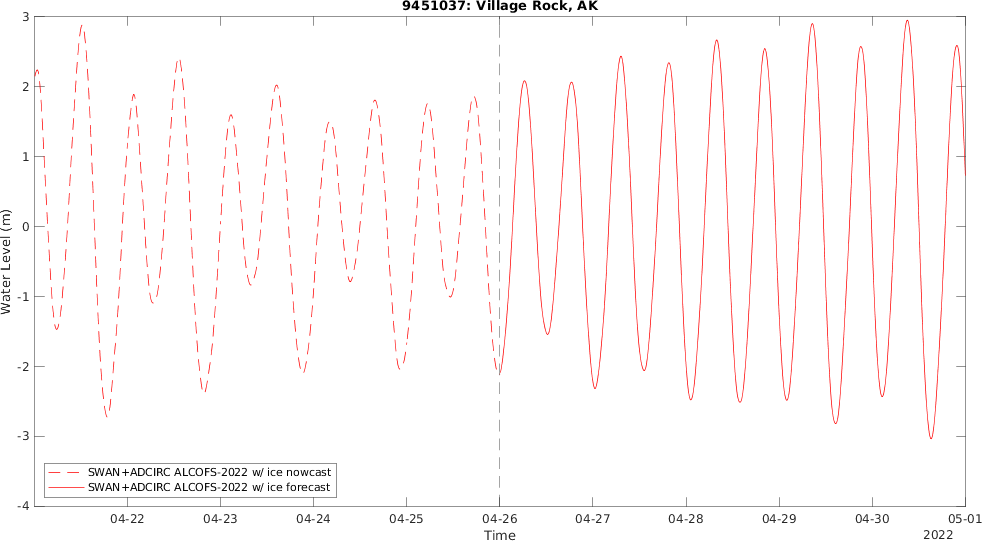 9451037: Village Rock, AK
3
2
1
0
-1
-2
-3
-4
Water Level (m)
SWAN+ADCIRC ALCOFS-2022 w/ ice nowcast
SWAN+ADCIRC ALCOFS-2022 w/ ice forecast
04-22 04-23 04-24 04-25 04-26 04-27 04-28 04-29 04-30 05-01
Time
2022